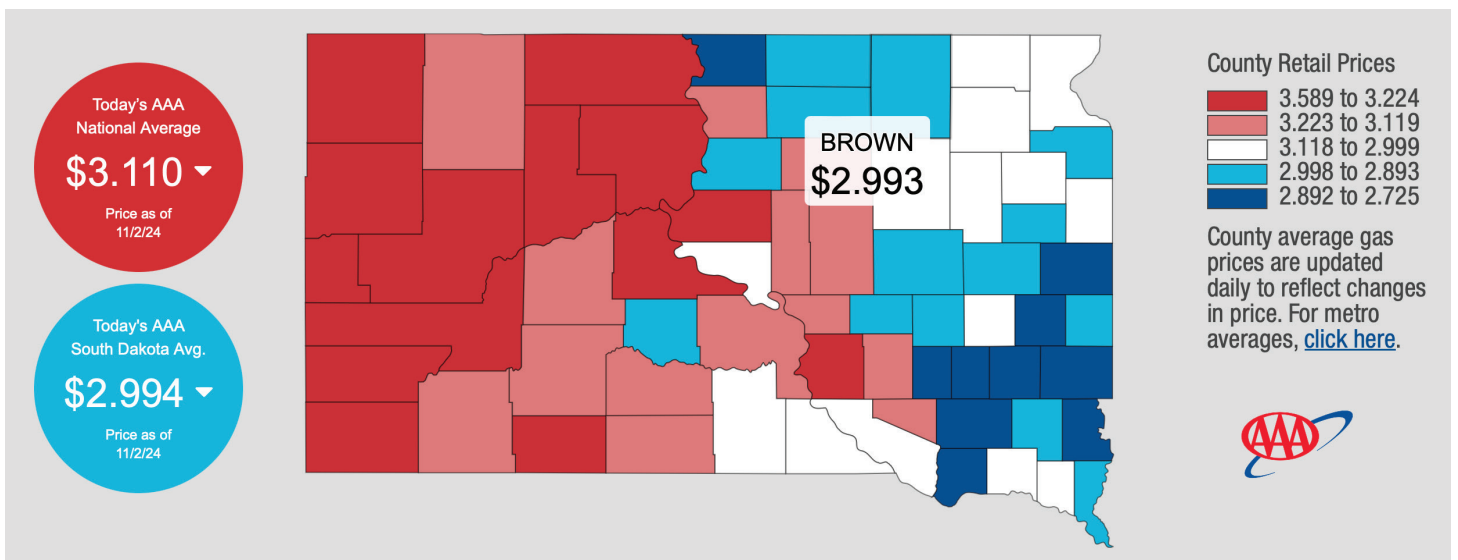 Today's AAA
National Average
$3.110
Price as of
11/2/24
Today's AAA
South Dakota Avg.
$2.994
Price as of
11/2/24
BROWN
$2.993
County Retail Prices
3.589 to 3.224
3.223 to 3.119
3.118 to 2.999
2.998 to 2.893
2.892 to 2.725
County average gas
prices are updated
daily to reflect changes
in price. For metro
averages, click here.
AAA